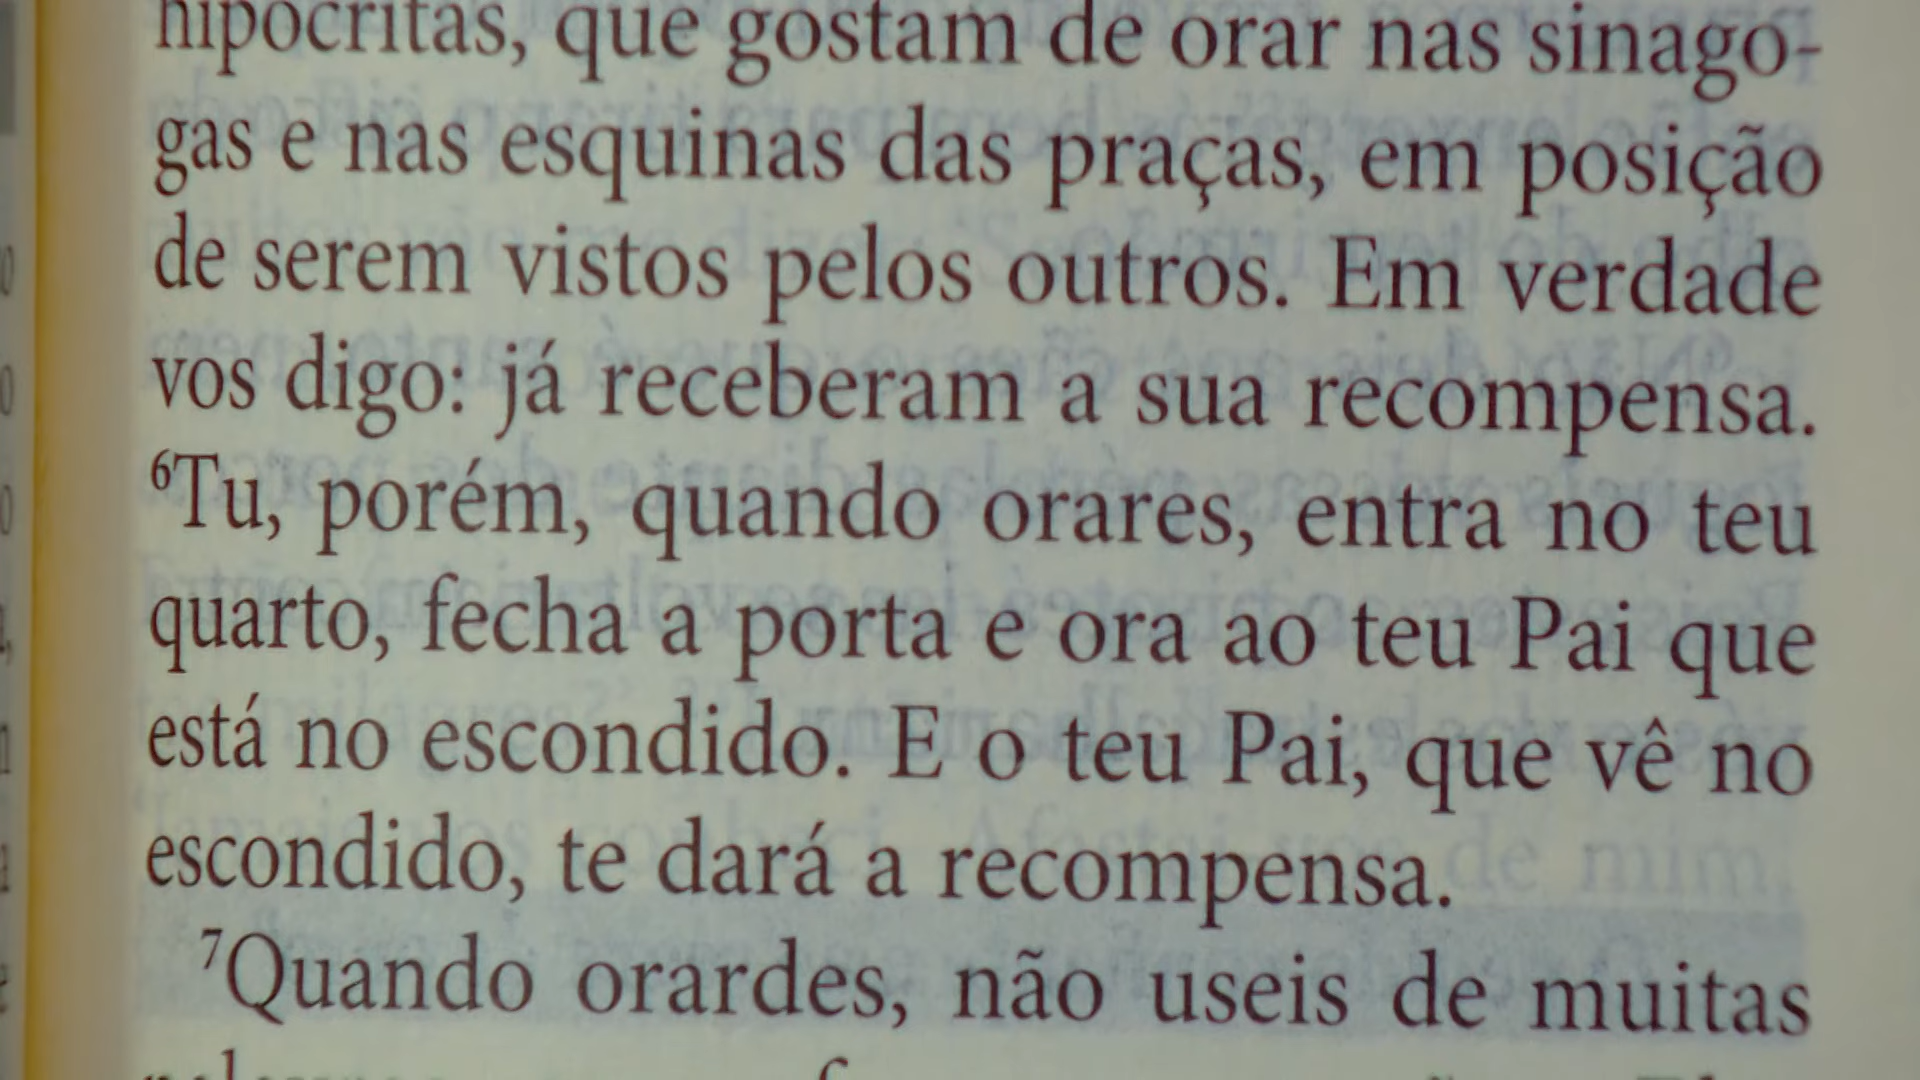 hipócritas, que gostam de orar nas sinago-
gas e nas esquinas das praças, em posição
de serem vistos pelos outros. Em verdade
vos digo: já receberam a sua recompensa.
⁶Tu, porém, quando orares, entra no teu
quarto, fecha a porta e ora ao teu Pai que
está no escondido. E o teu Pai, que vê no
escondido, te dará a recompensa.
⁷Quando orardes, não useis de muitas